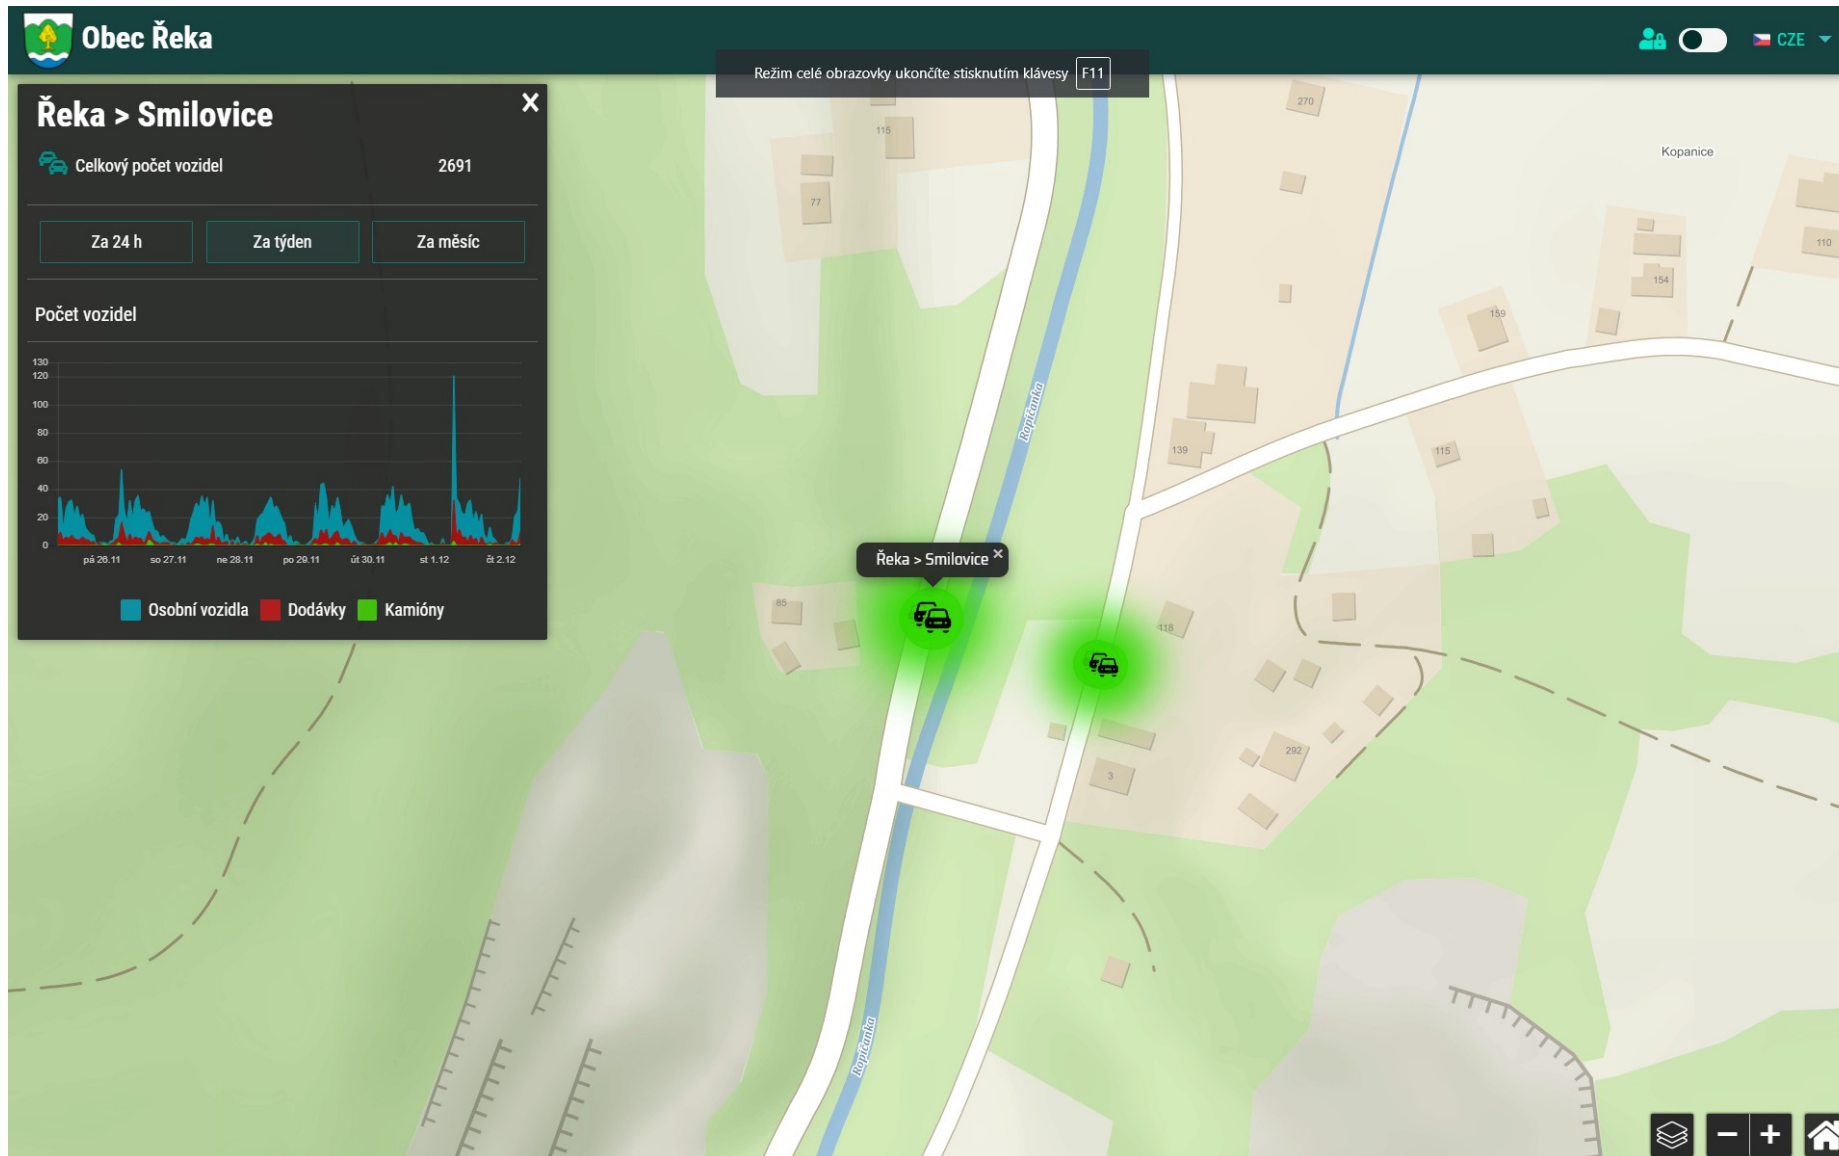 Obec Řeka
CZE
Režim celé obrazovky ukončíte stisknutím klávesy F11
Řeka > Smilovice
X
Celkový počet vozidel 2691
Za 24 h Za týden Za měsíc
Počet vozidel
130
120
100
80
60
40
20
0
pá 26.11 so 27.11 ne 28.11 po 29.11 út 30.11 st 1.12 čt 2.12
Osobní vozidla Dodávky Kamióny
270
115
Kopanice
77
110
154
159
Ropičanka
139
115
Řeka > Smilovice ×
85
118
292
3
Ropičanka
− +